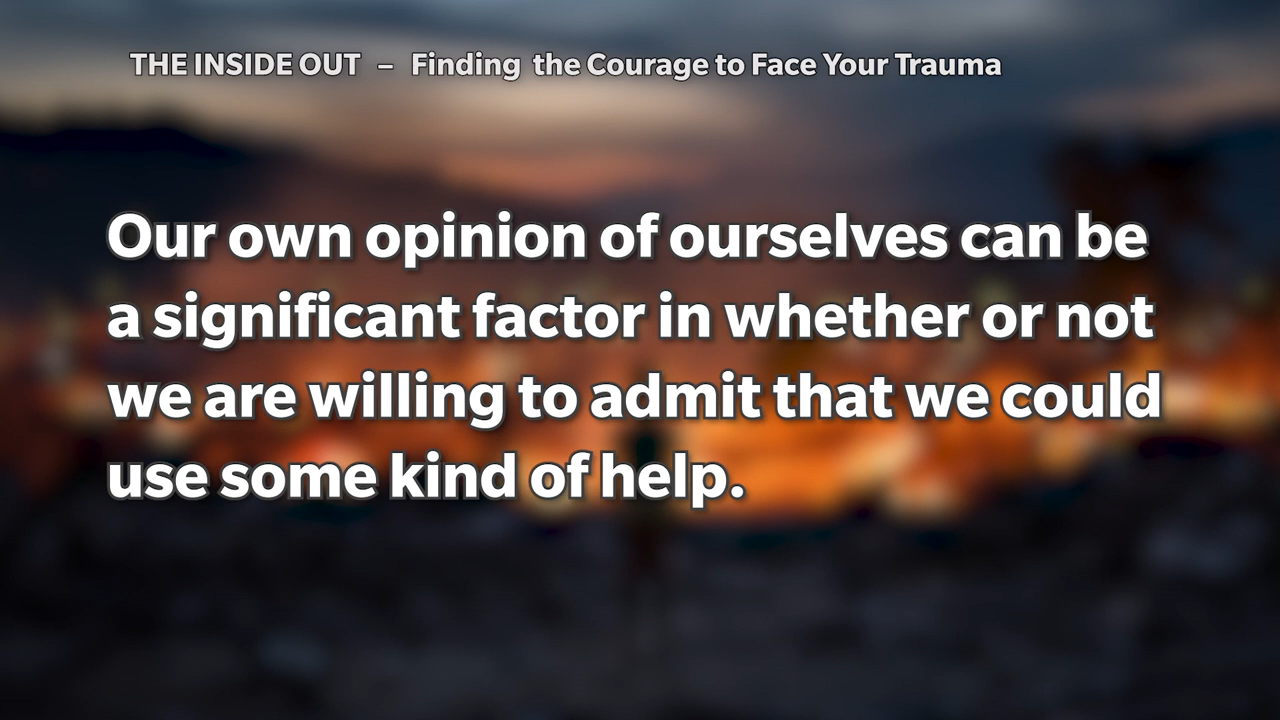 THE INSIDE OUT – Finding the Courage to Face Your Trauma
Our own opinion of ourselves can be
a significant factor in whether or not
we are willing to admit that we could
use some kind of help.